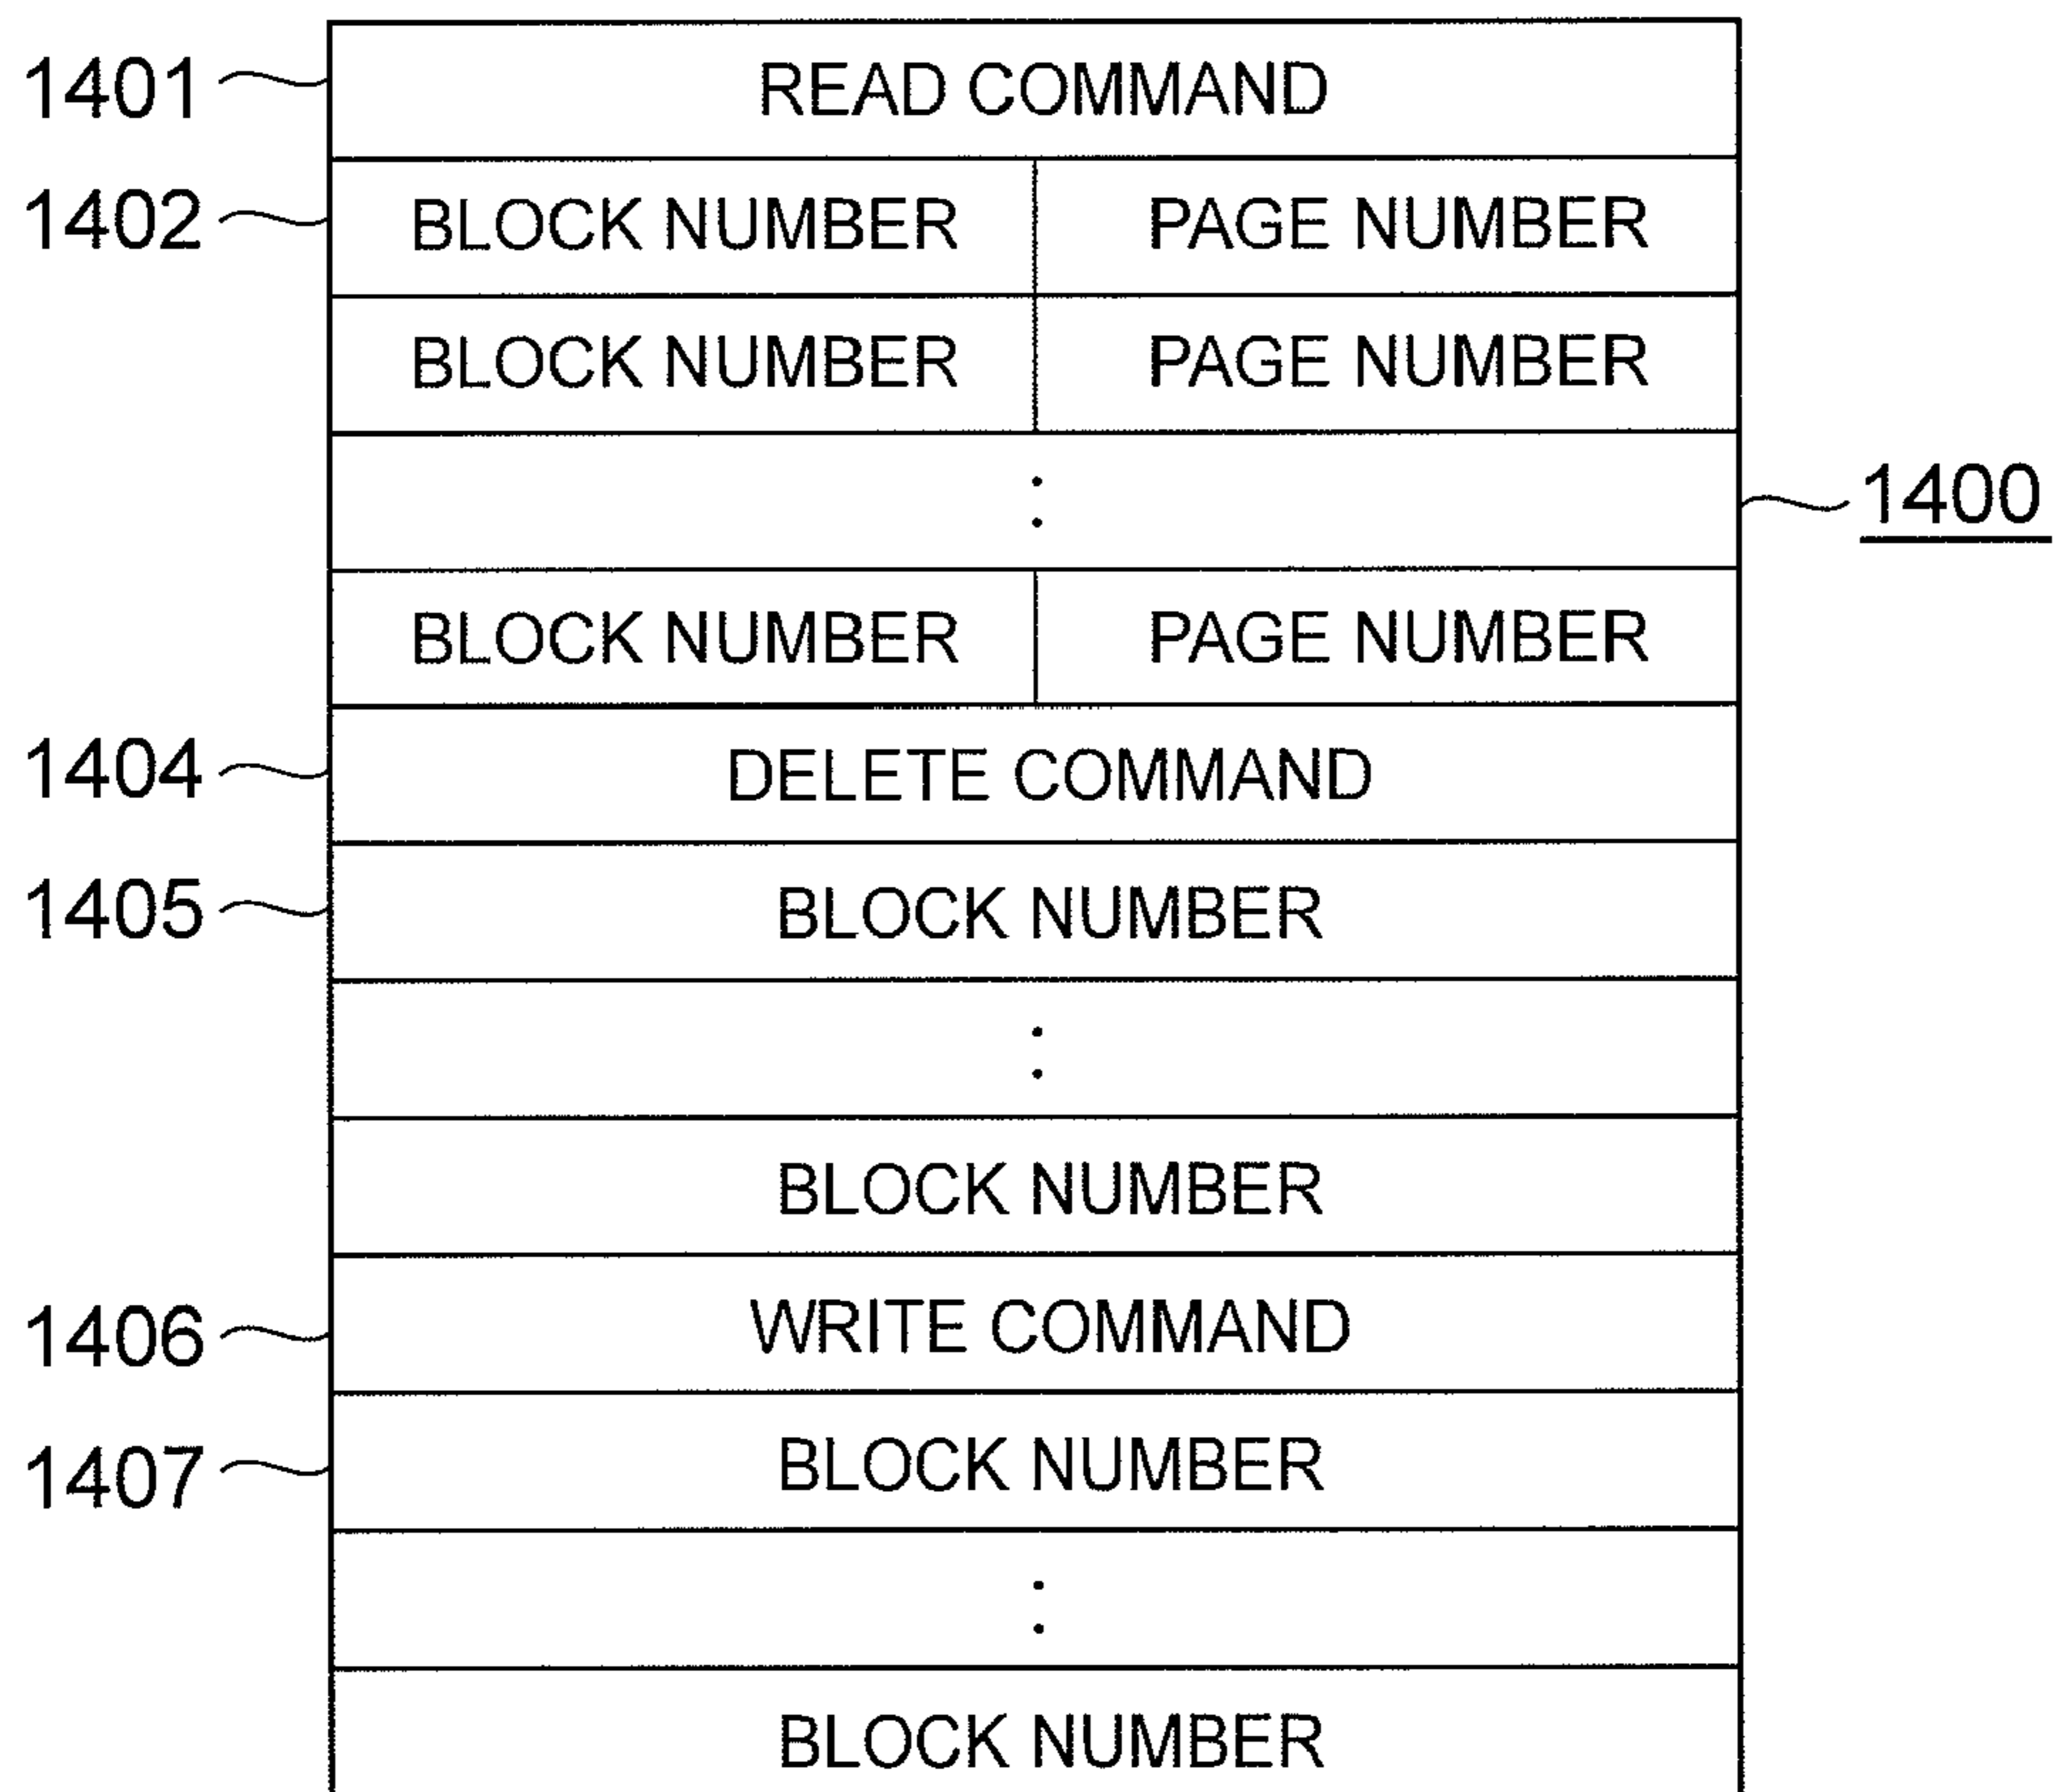 1401 READ COMMAND
1402 BLOCK NUMBER PAGE NUMBER
BLOCK NUMBER PAGE NUMBER
: 1400
BLOCK NUMBER PAGE NUMBER
1404 DELETE COMMAND
1405 BLOCK NUMBER
:
BLOCK NUMBER
1406 WRITE COMMAND
1407 BLOCK NUMBER
:
BLOCK NUMBER